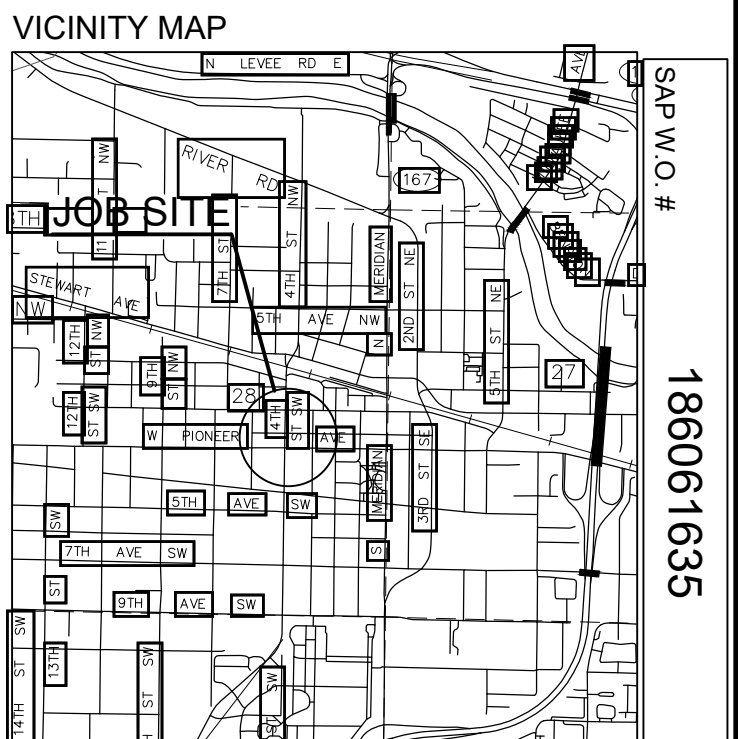 VICINITY MAP
N LEVEE RD E
AVE
SAP W.O. #
186061635
RIVER RD
NW
11
ST
167
JOB SITE
7TH ST
4TH ST NW
MERIDIAN
2ND ST NE
STEWART AVE
NW
5TH AVE NW
N
5TH ST NE
12TH
ST NW
9TH
ST NW
27
28
12TH
ST SW
4TH
ST SW
W PIONEER AVE
MERIDIAN
3RD ST SE
5TH AVE SW
SW
7TH AVE SW
S
ST
9TH AVE SW
13TH
14TH ST SW
ST SW
ST SW